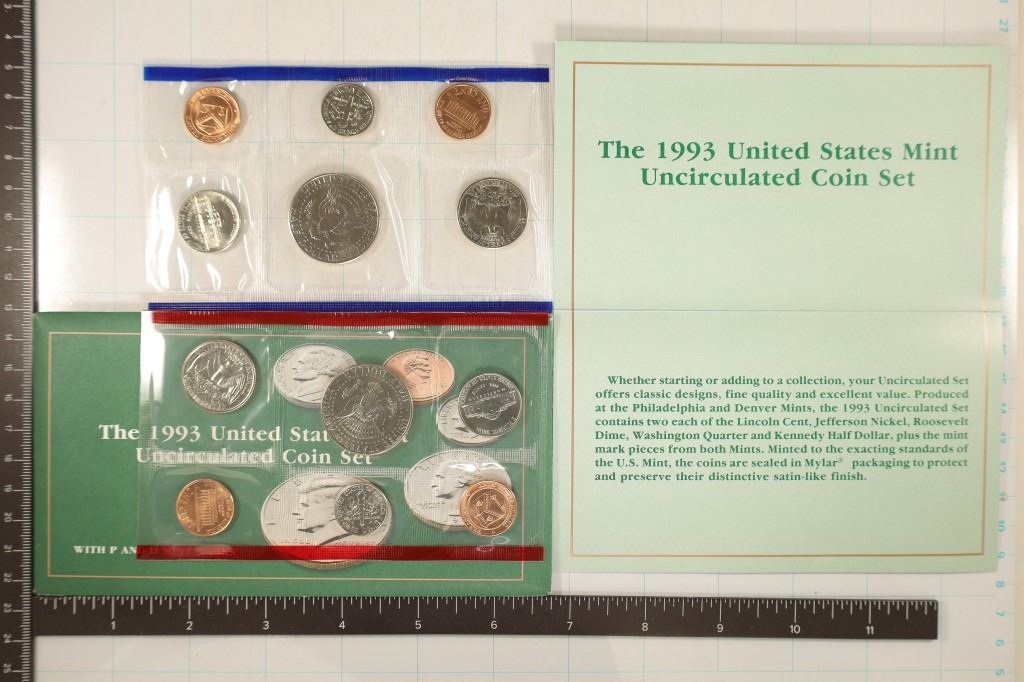 The 1993 United States Mint
Uncirculated Coin Set
Whether starting or adding to a collection, your Uncirculated Set
offers classic designs, fine quality and excellent value. Produced
at the Philadelphia and Denver Mints, the 1993 Uncirculated Set
contains two each of the Lincoln Cent, Jefferson Nickel, Roosevelt
Dime, Washington Quarter and Kennedy Half Dollar, plus the mint
mark pieces from both Mints. Minted to the exacting standards of
the U.S. Mint, the coins are sealed in Mylar® packaging to protect
and preserve their distinctive satin-like finish.
The 1993 United Stat
Uncirculated Coin Set
WITH P AND D
1 2 3 4 5 6 7 8 9 10 11